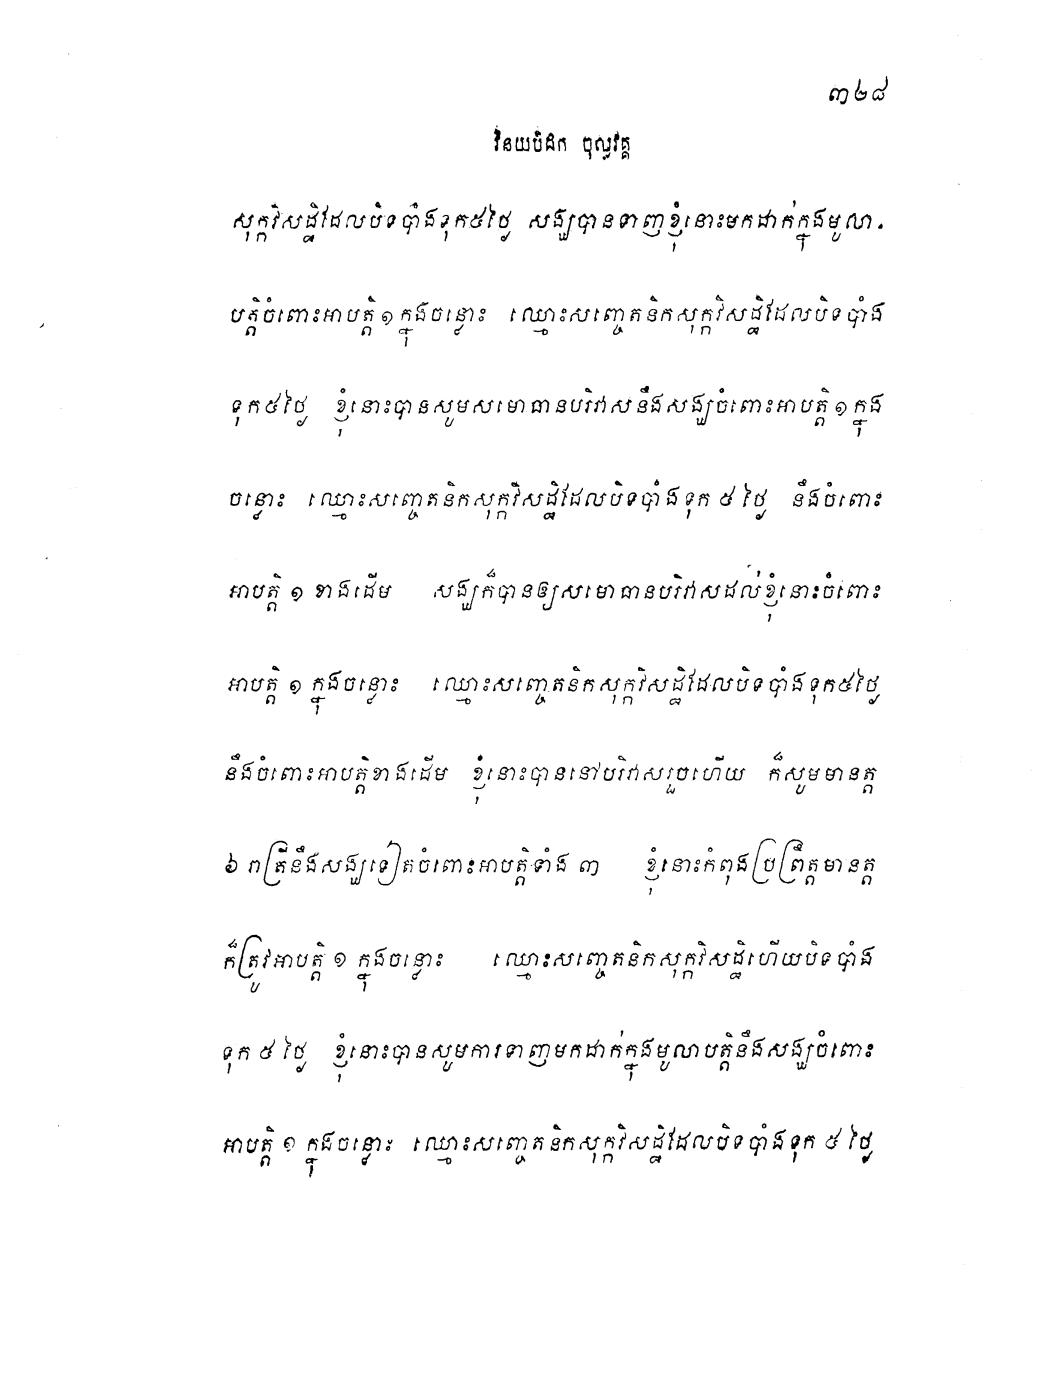 ៣២៨
វិនយបិដក ចុល្លវគ្គ
សុក្កវិសដ្ឋិដែលបិទបាំងទុក៥ថ្ងៃ សង្ឃបានទាញខ្ញុំនោះមកដាក់ក្នុងមូលា.
បត្តិចំពោះអាបត្តិ ១ ក្នុងចន្លោះ ឈ្មោះសញ្ចេតនិកសុក្កវិសដ្ឋិដែលបិទបាំង
ទុក៥ថ្ងៃ ខ្ញុំនោះបានសូមសមោធានបរិវាសនឹងសង្ឃចំពោះអាបត្តិ ១ ក្នុង
ចន្លោះ ឈ្មោះសញ្ចេតនិកសុក្កវិសដ្ឋិដែលបិទបាំងទុក ៥ ថ្ងៃ នឹងចំពោះ
អាបត្តិ ១ ខាងដើម សង្ឃក៏បានឲ្យសមោធានបរិវាសដល់ខ្ញុំនោះចំពោះ
អាបត្តិ ១ ក្នុងចន្លោះ ឈ្មោះសញ្ចេតនិកសុក្កវិសដ្ឋិដែលបិទបាំងទុក៥ថ្ងៃ
នឹងចំពោះអាបត្តិខាងដើម ខ្ញុំនោះបាននៅបរិវាសរួចហើយ ក៏សូមមានត្ត
៦ រាត្រីនឹងសង្ឃទៀតចំពោះអាបត្តិទាំង ៣ ខ្ញុំនោះកំពុងប្រព្រឹត្តមានត្ត
ក៏ត្រូវអាបត្តិ ១ ក្នុងចន្លោះ ឈ្មោះសញ្ចេតនិកសុក្កវិសដ្ឋិហើយបិទបាំង
ទុក ៥ ថ្ងៃ ខ្ញុំនោះបានសូមការទាញមកដាក់ក្នុងមូលាបត្តិនឹងសង្ឃចំពោះ
អាបត្តិ ១ ក្នុងចន្លោះ ឈ្មោះសញ្ចេតនិកសុក្កវិសដ្ឋិដែលបិទបាំងទុក ៥ ថ្ងៃ